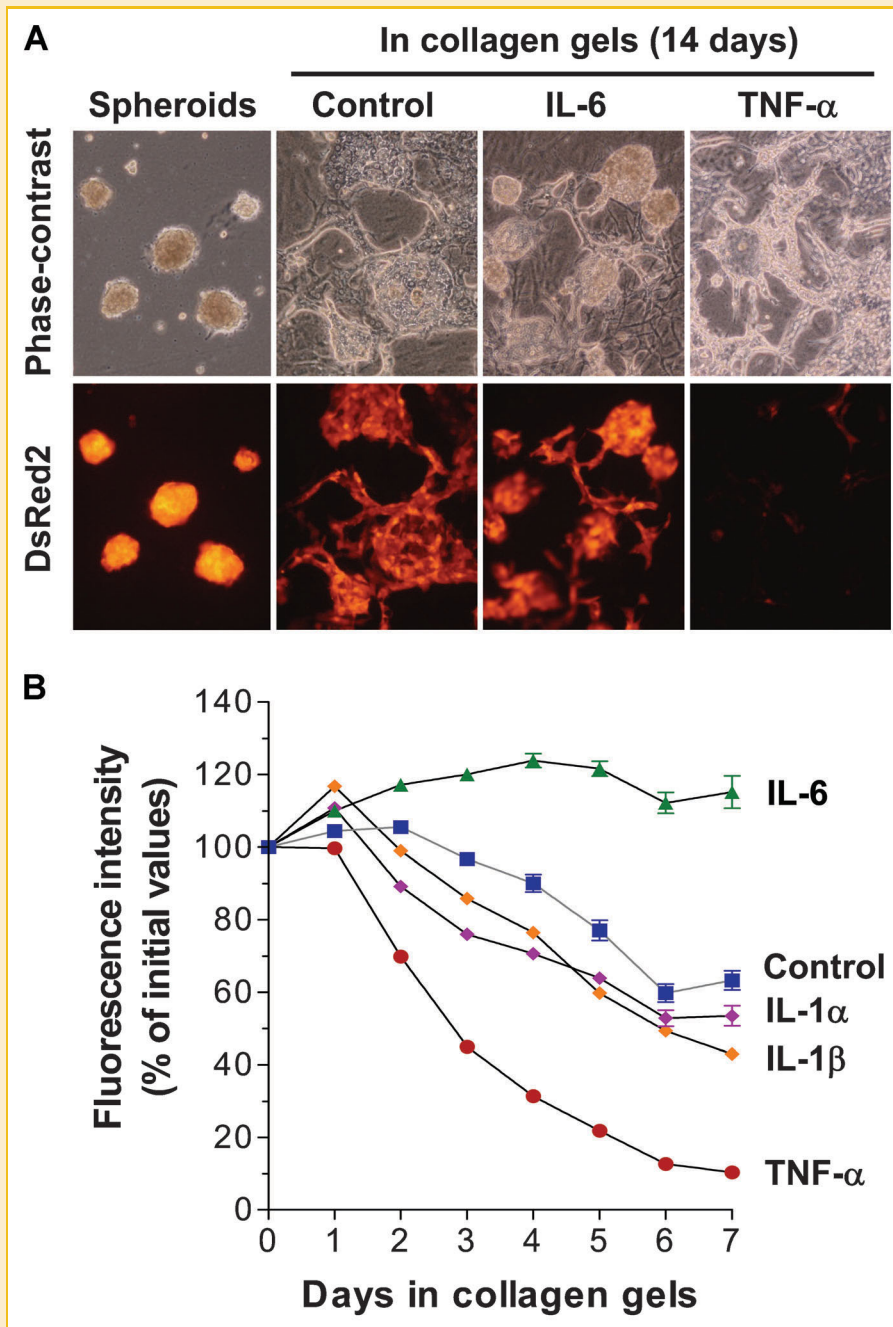 A
In collagen gels (14 days)
Spheroids Control IL-6 TNF-α
Phase-contrast
DsRed2
B
Fluorescence intensity
(% of initial values)
140
120
100
80
60
40
20
0
IL-6
Control
IL-1α
IL-1β
TNF-α
0 1 2 3 4 5 6 7
Days in collagen gels